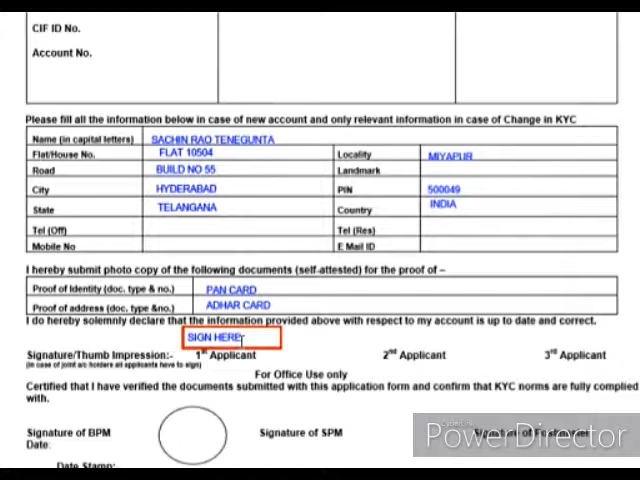 CIF ID No.
Account No.
Please fill all the information below in case of new account and only relevant information in case of Change in KYC
Name (in capital letters) SACHIN RAO TENEGUNTA
Flat/House No. FLAT 10504 Locality MIYAPUR
Road BUILD NO 55 Landmark
City HYDERABAD PIN 500049
State TELANGANA Country INDIA
Tel (Off) Tel (Res)
Mobile No E Mail ID
I hereby submit photo copy of the following documents (self-attested) for the proof of –
Proof of Identity (doc. type & no.) PAN CARD
Proof of address (doc. type &no.) ADHAR CARD
I do hereby solemnly declare that the information provided above with respect to my account is up to date and correct.
SIGN HERE
Signature/Thumb Impression:- 1st Applicant 2nd Applicant 3rd Applicant
(in case of joint a/c holders all applicants have to sign)
For Office Use only
Certified that I have verified the documents submitted with this application form and confirm that KYC norms are fully complied
with.
Signature of BPM Signature of SPM Signature of Postmaster
Date:
Date Stamp:
PowerDirector